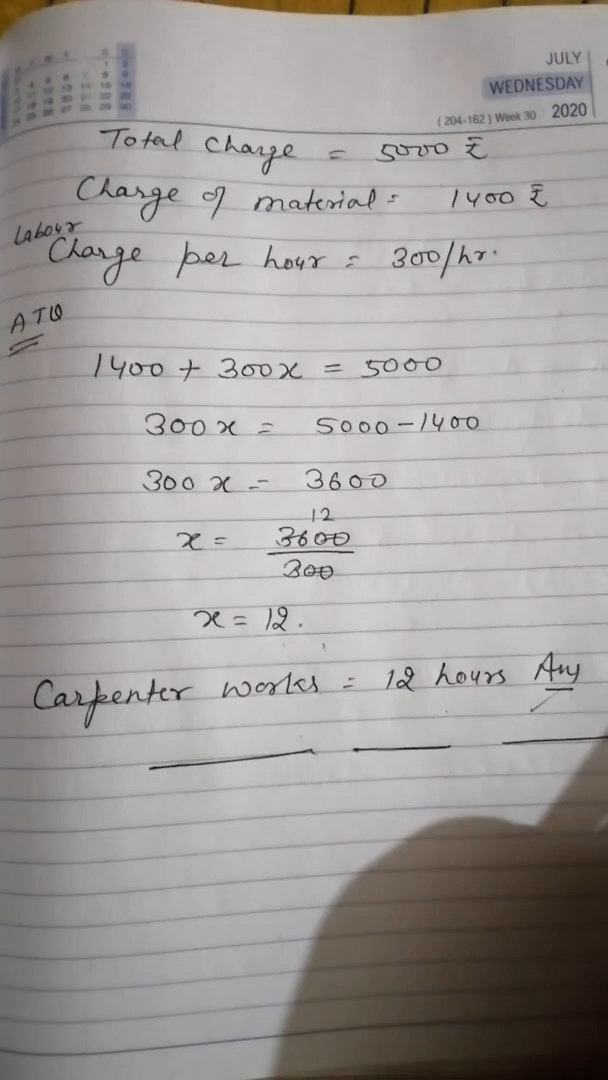 JULY
WEDNESDAY
(204-162) Week 30 2020
Total Charge = 5000 ₹
Charge of material = 1400 ₹
Labour
Charge per hour = 300/hr.
ATQ
1400 + 300x = 5000
300x = 5000-1400
300x = 3600
12
x = 3600
300
x = 12.
Carpenter works = 12 hours Ans